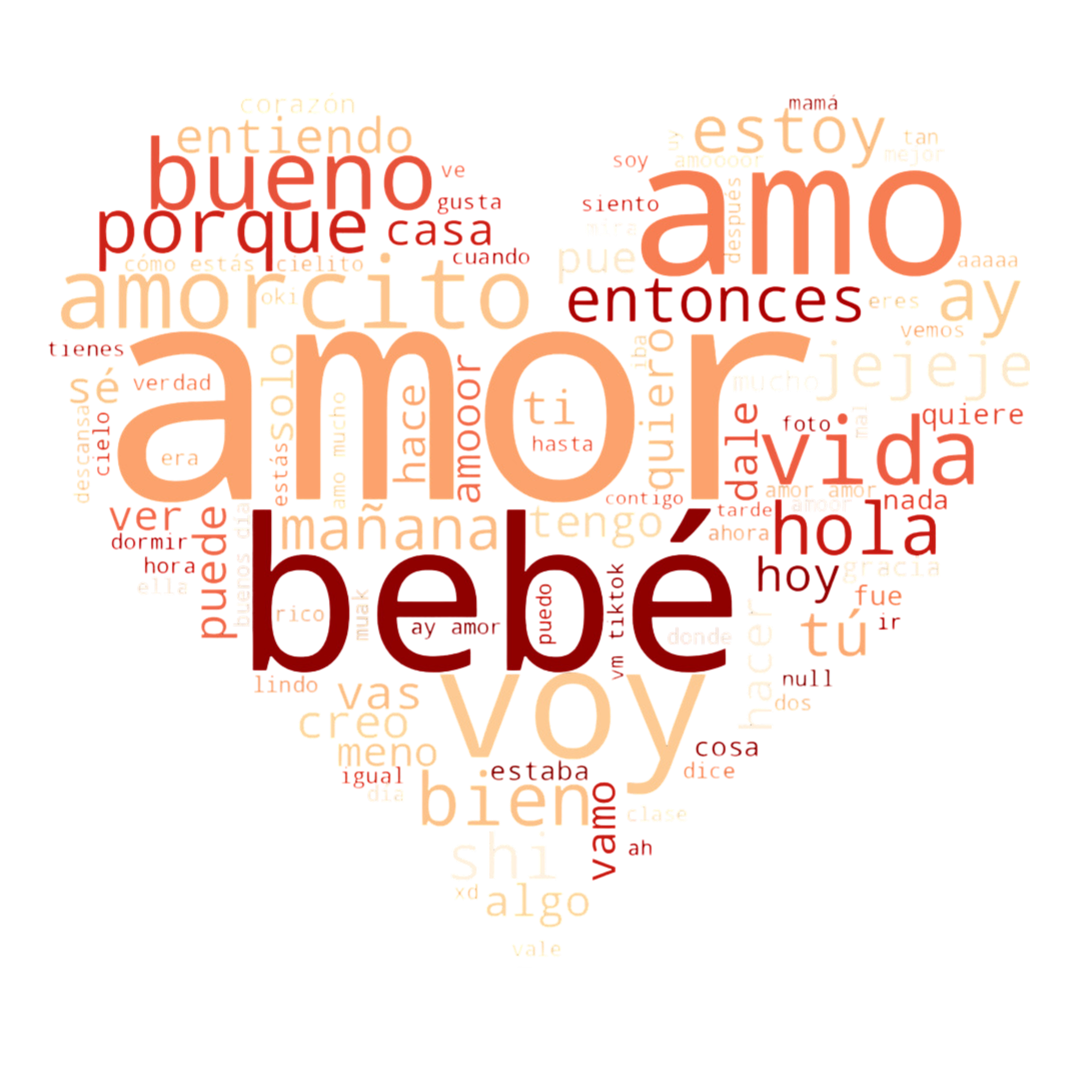 corazón
mamá
entiendo
estoy
uy
tan
bueno
ve
soy
amoooor
mejor
gusta
amo
siento
después
porque
casa
mira
cuando
pue
cómo estás
cielito
aaaaa
amorcito
oki
entonces
eres
ay
tienes
amor
vemos
iba
sé
verdad
solo
hace
amooor
quiero
mucho
jejeje
descansa
cielo
era
estás
amo mucho
ti
hasta
dale
foto
mal
quiere
vida
contigo
amor amor
nada
ver
puede
buenos día
mañana
tengo
tarde
amoor
hola
dormir
ahora
hora
bebé
hoy
gracia
ella
rico
muak
ay amor
puedo
vm tiktok
donde
hacer
fue
tú
ir
lindo
vas
voy
null
dos
creo
meno
cosa
igual
estaba
dice
día
bien
vamo
clase
shi
ah
xd
algo
vale